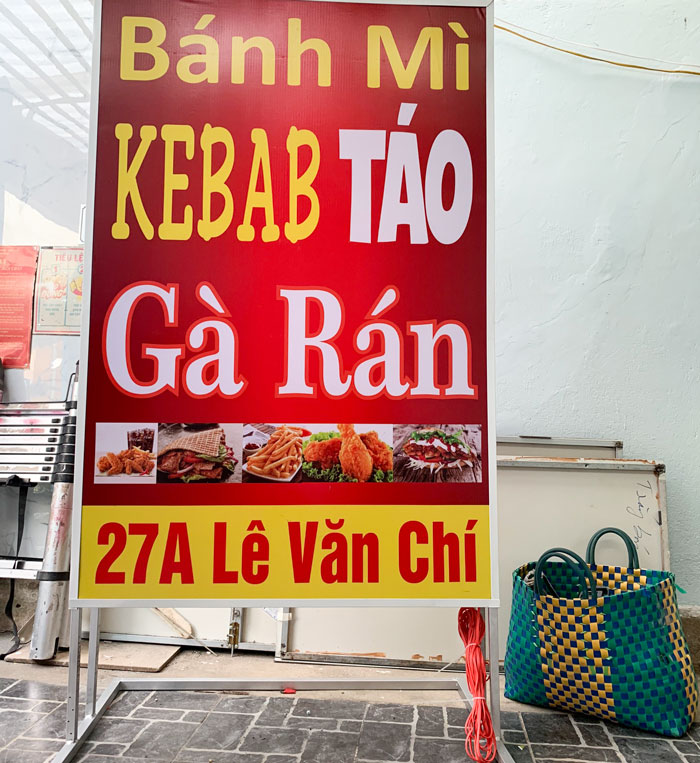 Bánh Mì
KEBAB TÁO
Gà Rán
27A Lê Văn Chí